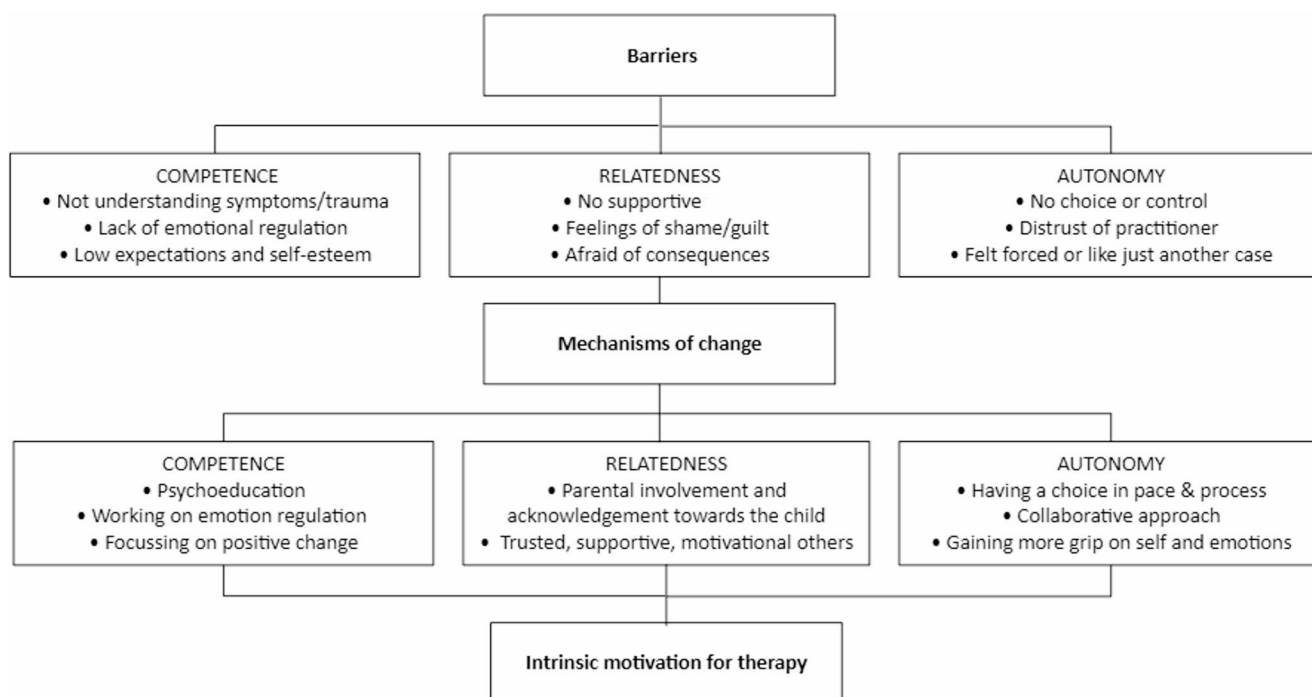 Barriers
COMPETENCE
• Not understanding symptoms/trauma
• Lack of emotional regulation
• Low expectations and self-esteem
RELATEDNESS
• No supportive
• Feelings of shame/guilt
• Afraid of consequences
AUTONOMY
• No choice or control
• Distrust of practitioner
• Felt forced or like just another case
Mechanisms of change
COMPETENCE
• Psychoeducation
• Working on emotion regulation
• Focussing on positive change
RELATEDNESS
• Parental involvement and
acknowledgement towards the child
• Trusted, supportive, motivational others
AUTONOMY
• Having a choice in pace & process
• Collaborative approach
• Gaining more grip on self and emotions
Intrinsic motivation for therapy